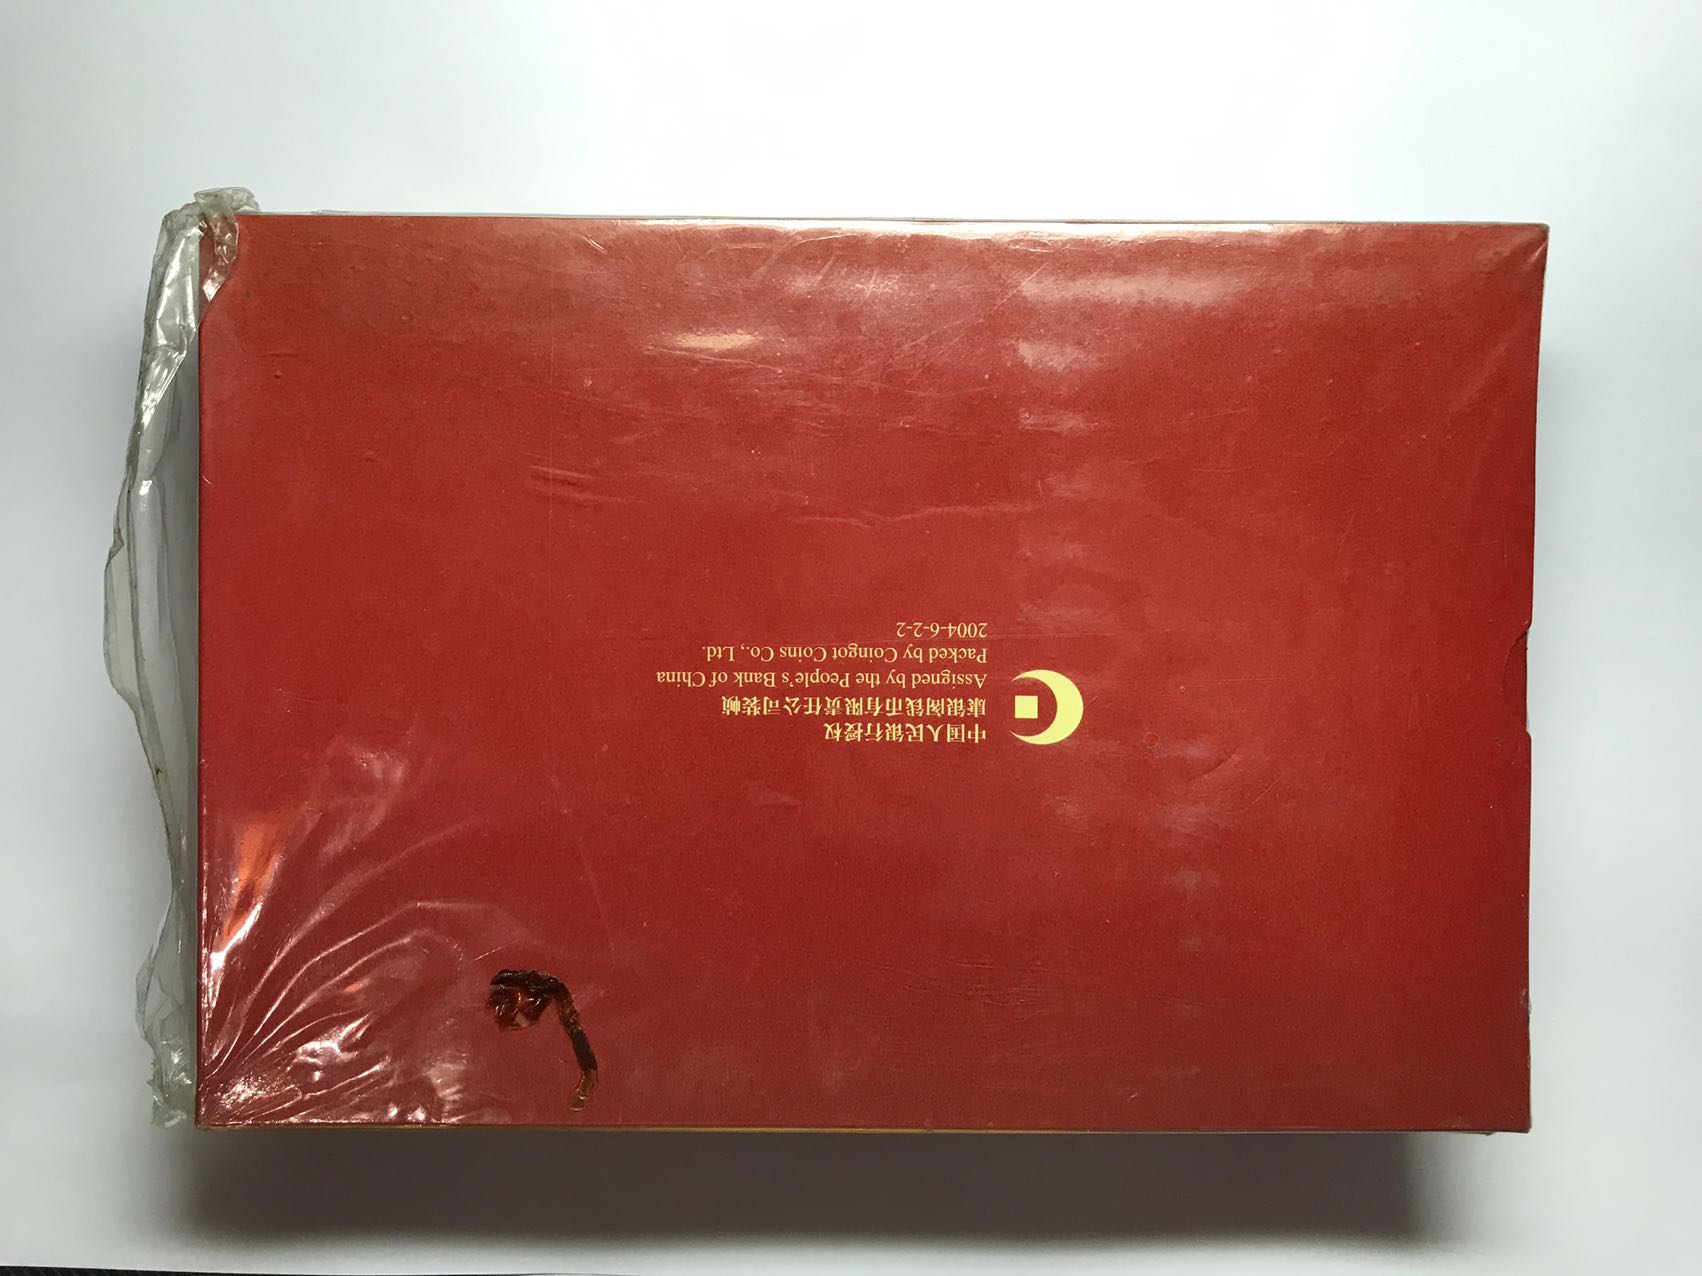 中国人民银行授权
康银阁钱币有限责任公司装帧
Assigned by the People's Bank of China
Packed by Coingot Coins Co., Ltd.
2004-6-2-2